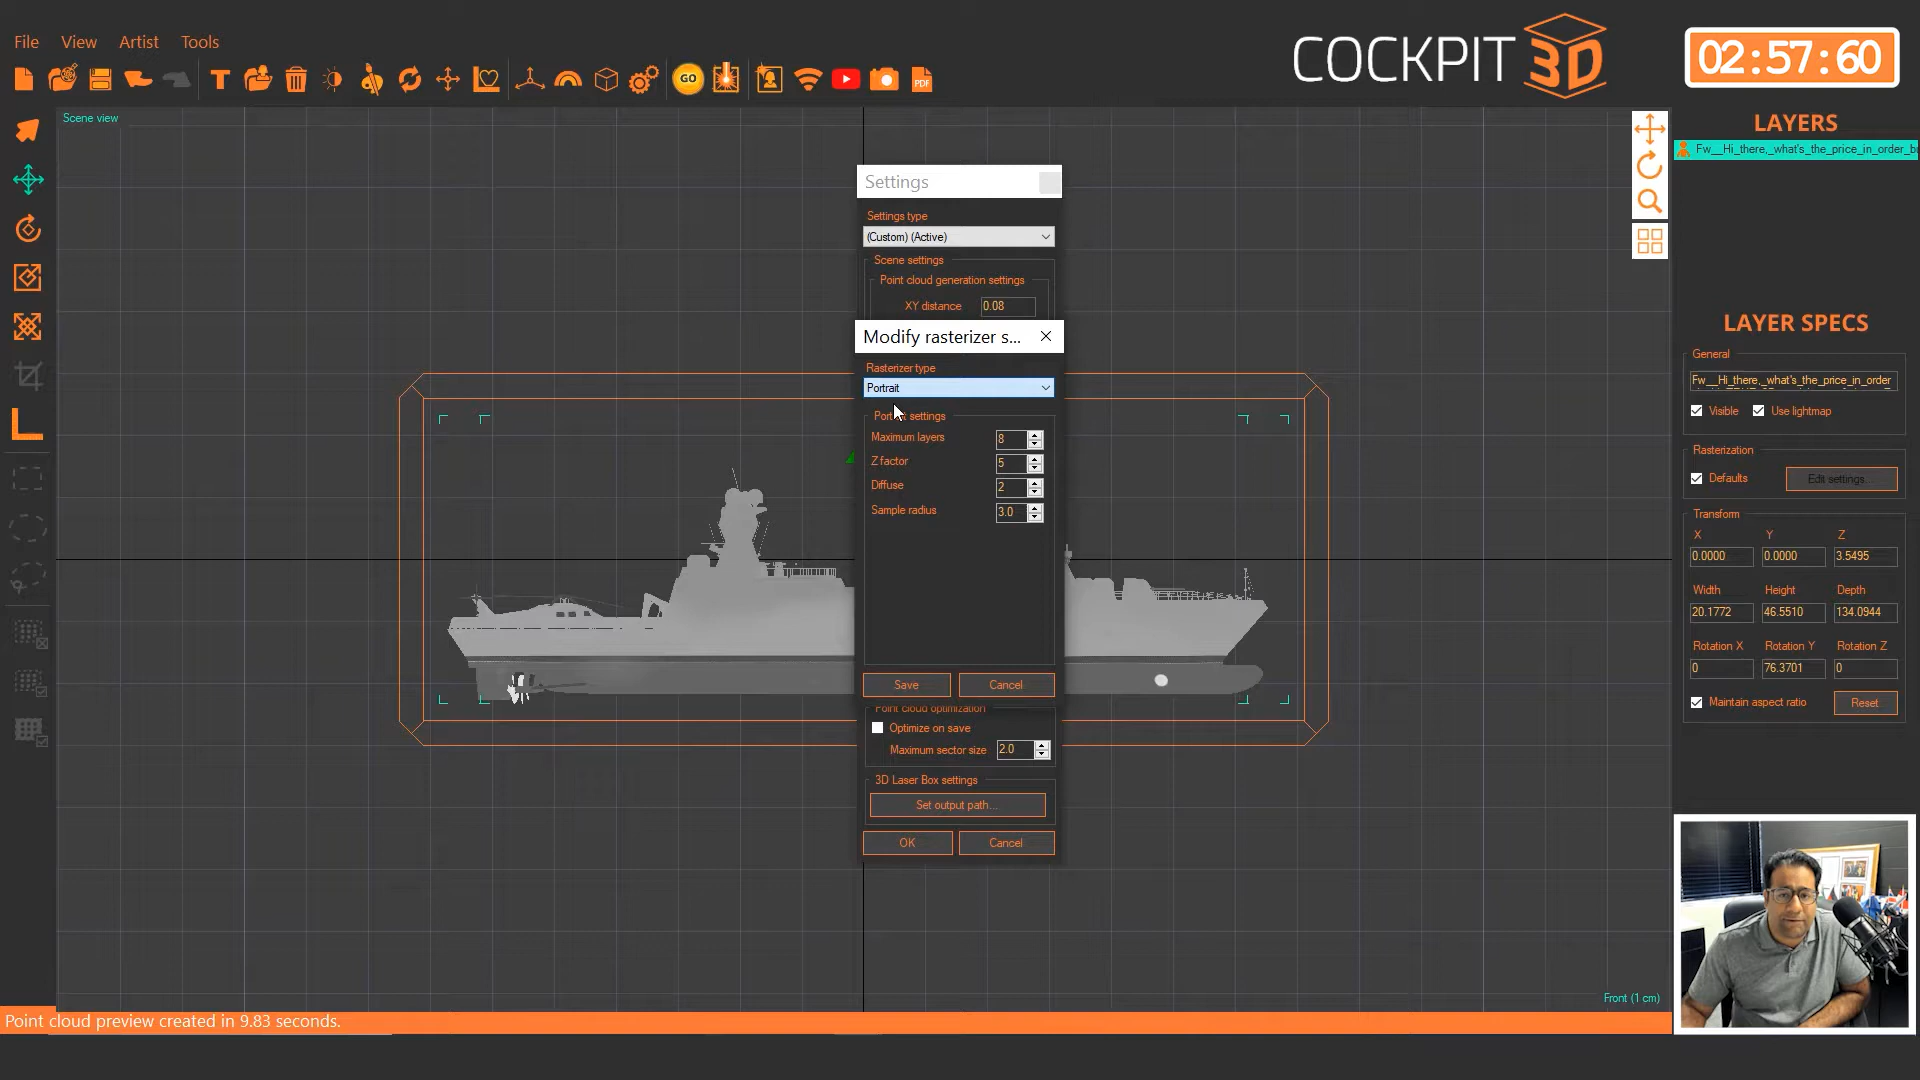 File View Artist Tools
COCKPIT 3D
02:57:60
T
GO
PDF
Scene view
LAYERS
Fw__Hi_there,_what's_the_price_in_order_b
Settings
Settings type
(Custom) (Active)
Scene settings
Point cloud generation settings
XY distance 0.08
Modify rasterizer s...
Rasterizer type
Portrait
settings
Maximum layers 8
Z factor 5
Diffuse 2
Sample radius 3.0
Save Cancel
Point cloud optimization
Optimize on save
Maximum sector size 2.0
3D Laser Box settings
Set output path...
OK Cancel
LAYER SPECS
General
Fw__Hi_there,_what's_the_price_in_order
Visible Use lightmap
Rasterization
Defaults Edit settings...
Transform
X Y Z
0.0000 0.0000 3.5495
Width Height Depth
20.1772 46.5510 134.0944
Rotation X Rotation Y Rotation Z
0 76.3701 0
Maintain aspect ratio Reset
Front (1 cm)
Point cloud preview created in 9.83 seconds.